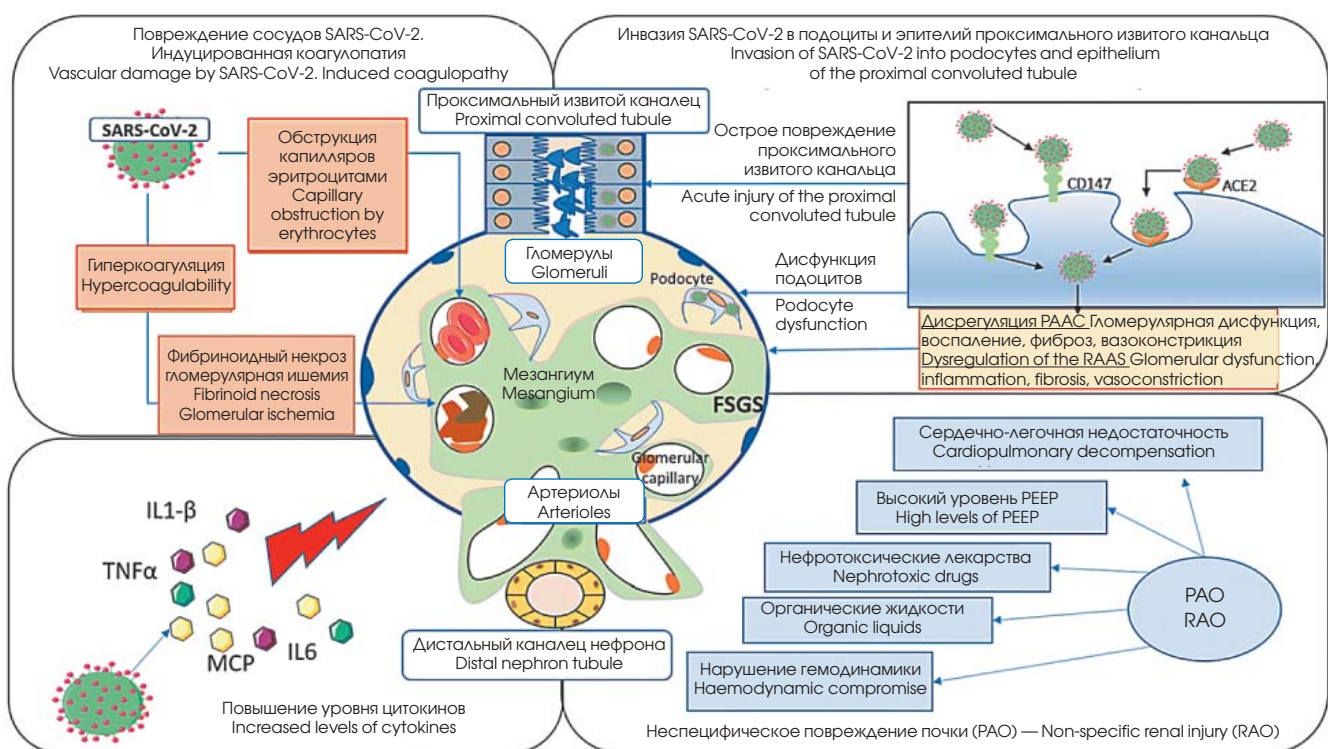 Повреждение сосудов SARS-CoV-2.
Индуцированная коагулопатия
Vascular damage by SARS-CoV-2. Induced coagulopathy
Инвазия SARS-CoV-2 в подоциты и эпителий проксимального извитого канальца
Invasion of SARS-CoV-2 into podocytes and epithelium
of the proximal convoluted tubule
SARS-CoV-2
Обструкция
капилляров
эритроцитами
Capillary
obstruction by
erythrocytes
Гиперкоагуляция
Hypercoagulability
Фибриноидный некроз
гломерулярная ишемия
Fibrinoid necrosis
Glomerular ischemia
Проксимальный извитой каналец
Proximal convoluted tubule
Гломерулы
Glomeruli
Podocyte
Мезангиум
Mesangium
FSGS
Glomerular
capillary
Артериолы
Arterioles
Дистальный каналец нефрона
Distal nephron tubule
Острое повреждение
проксимального
извитого канальца
Acute injury of the proximal
convoluted tubule
Дисфункция
подоцитов
Podocyte
dysfunction
CD147
ACE2
Дисрегуляция РААС Гломерулярная дисфункция,
воспаление, фиброз, вазоконстрикция
Dysregulation of the RAAS Glomerular dysfunction,
inflammation, fibrosis, vasoconstriction
IL1-β
TNFα
MCP
IL6
Повышение уровня цитокинов
Increased levels of cytokines
Сердечно-легочная недостаточность
Cardiopulmonary decompensation
Высокий уровень PEEP
High levels of PEEP
Нефротоксические лекарства
Nephrotoxic drugs
Органические жидкости
Organic liquids
Нарушение гемодинамики
Haemodynamic compromise
РАО
RAO
Неспецифическое повреждение почки (РАО) — Non-specific renal injury (RAO)